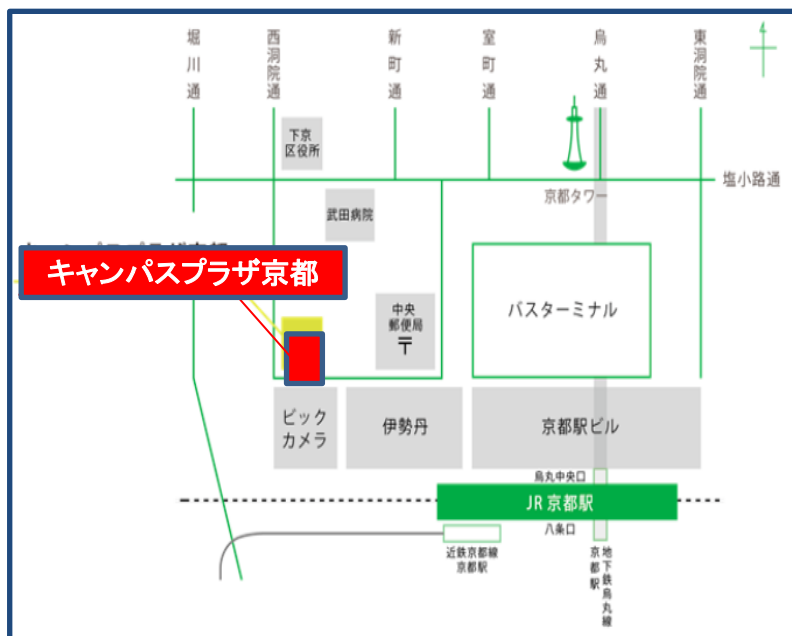 堀川通
西洞院通
新町通
室町通
烏丸通
東洞院通
下京
区役所
塩小路通
京都タワー
武田病院
キャンパスプラザ京都
中央
郵便局
〒
バスターミナル
ビック
カメラ
伊勢丹
京都駅ビル
烏丸中央口
JR 京都駅
八条口
近鉄京都線
京都駅
地下鉄烏丸線
京都駅